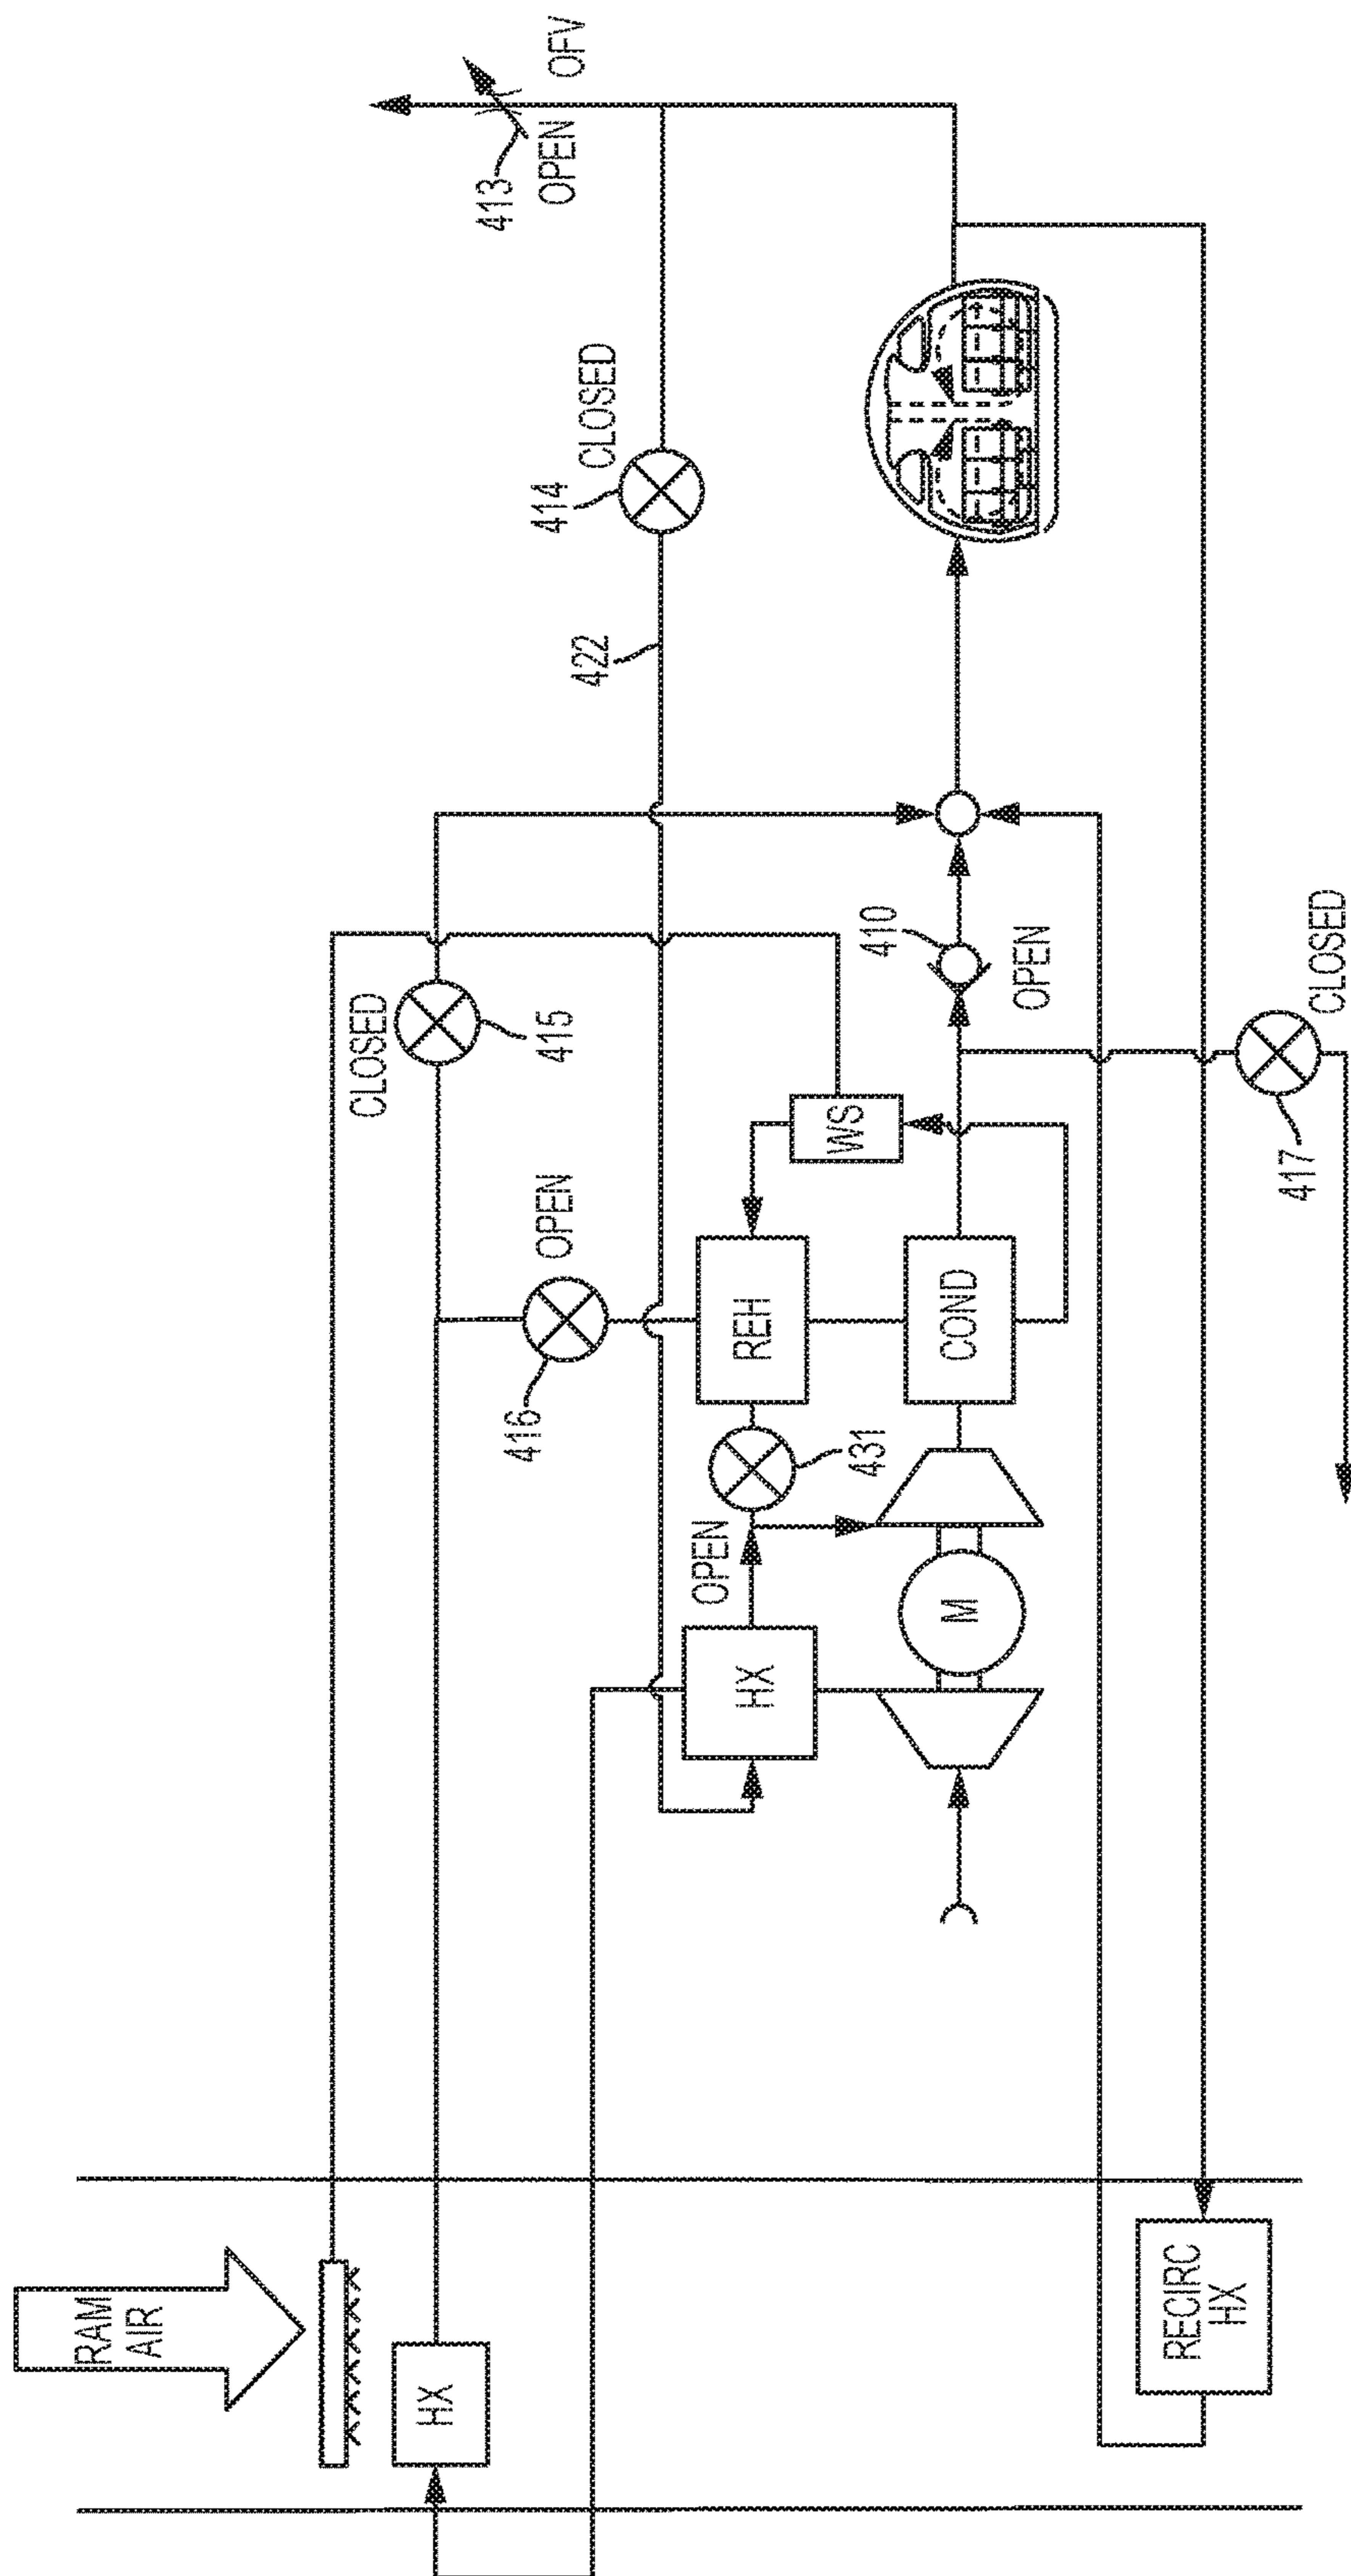 RAM
AIR
HX
RECIRC
HX
HX
M
OPEN
431
REH
COND
WS
416
OPEN
CLOSED
415
410
OPEN
417
CLOSED
422
414
CLOSED
413
OPEN
OFV